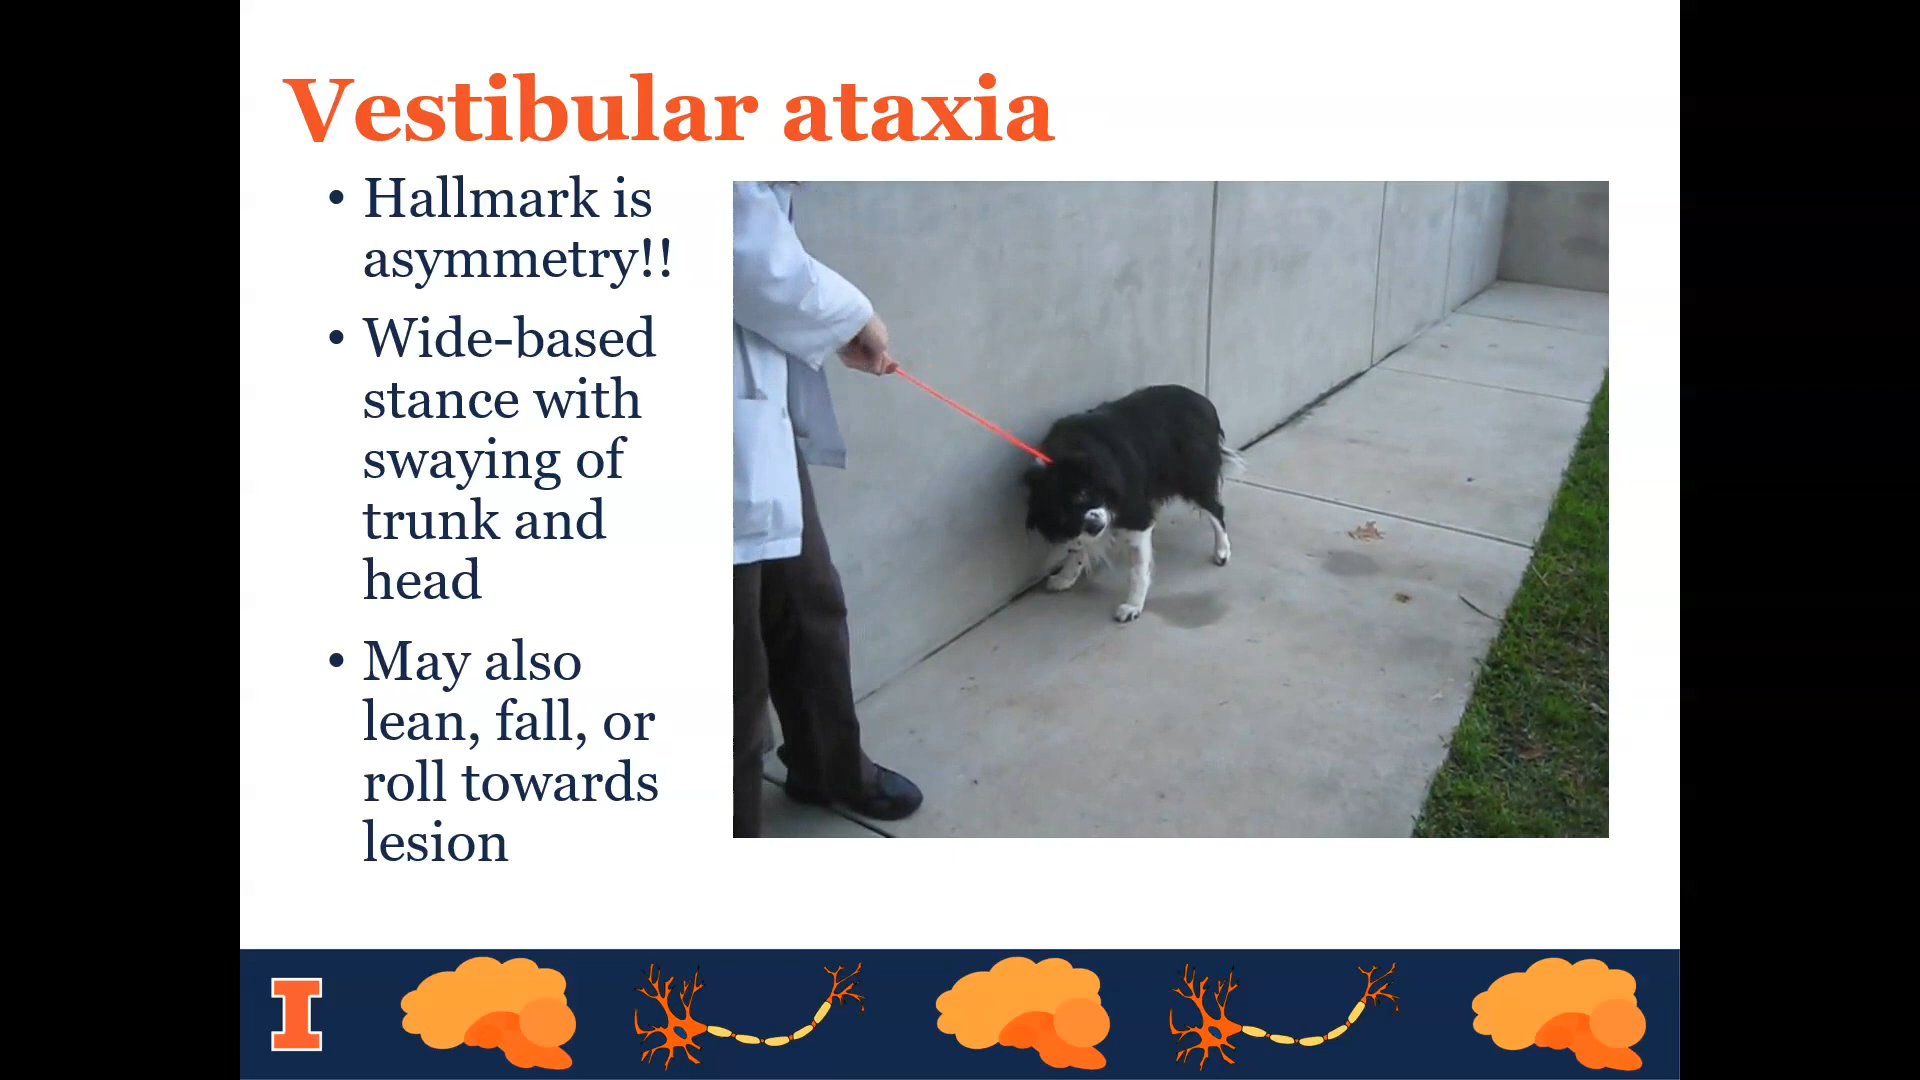 Vestibular ataxia
• Hallmark is
asymmetry!!
• Wide-based
stance with
swaying of
trunk and
head
• May also
lean, fall, or
roll towards
lesion
I